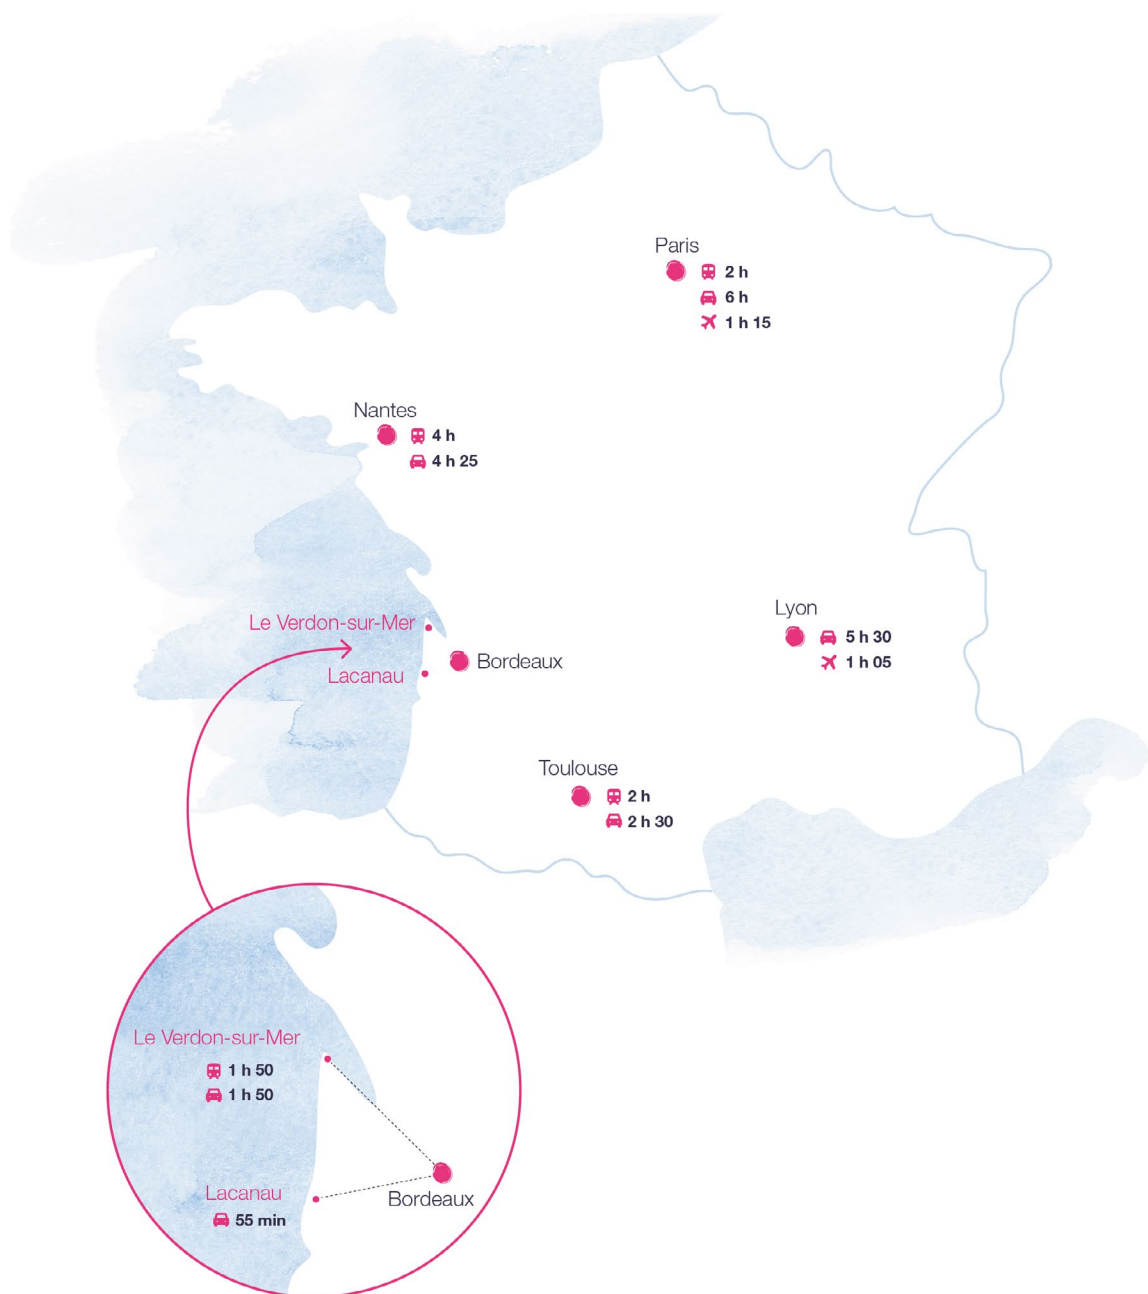 Paris
2 h
6 h
1 h 15
Nantes
4 h
4 h 25
Le Verdon-sur-Mer
Bordeaux
Lacanau
Lyon
5 h 30
1 h 05
Toulouse
2 h
2 h 30
Le Verdon-sur-Mer
1 h 50
1 h 50
Lacanau
55 min
Bordeaux